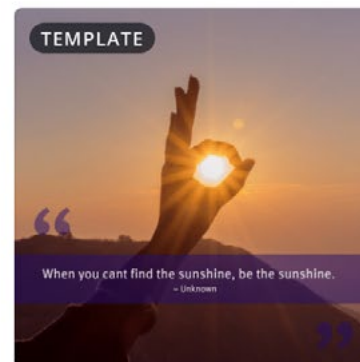 TEMPLATE
“
When you cant find the sunshine, be the sunshine.
– Unknown
”